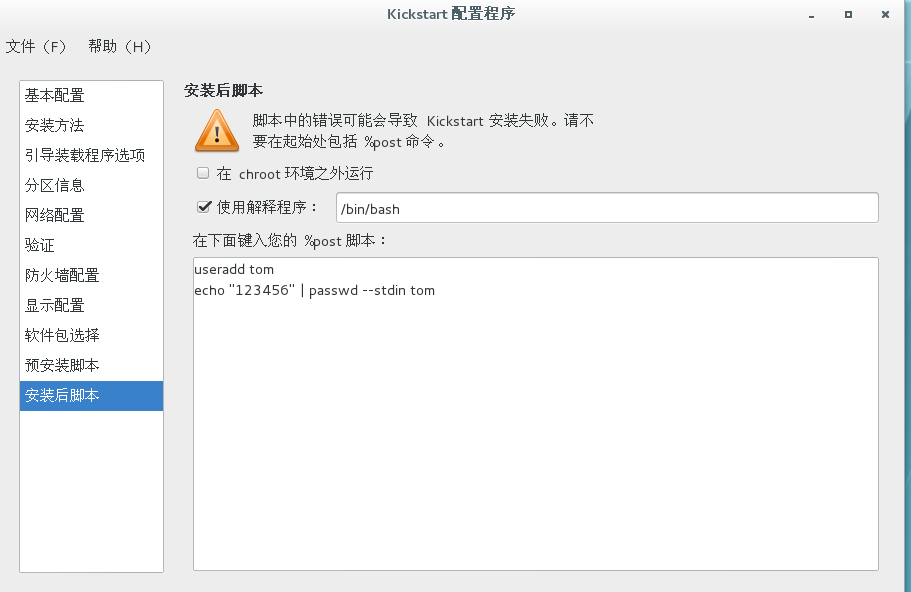 Kickstart 配置程序
文件（F） 帮助（H）
基本配置
安装方法
引导装载程序选项
分区信息
网络配置
验证
防火墙配置
显示配置
软件包选择
预安装脚本
安装后脚本
安装后脚本
脚本中的错误可能会导致 Kickstart 安装失败。请不
要在起始处包括 %post 命令。
在 chroot 环境之外运行
使用解释程序： /bin/bash
在下面键入您的 %post 脚本：
useradd tom
echo "123456" | passwd --stdin tom